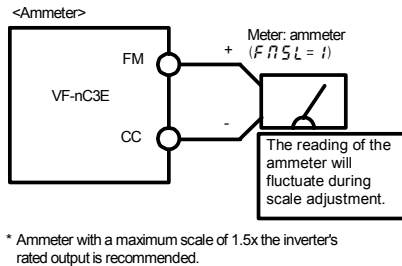 <Ammeter>
Meter: ammeter
(FMSL=1)
FM
+
VF-nC3E
CC
-
The reading of the
ammeter will
fluctuate during
scale adjustment.
* Ammeter with a maximum scale of 1.5x the inverter's
rated output is recommended.